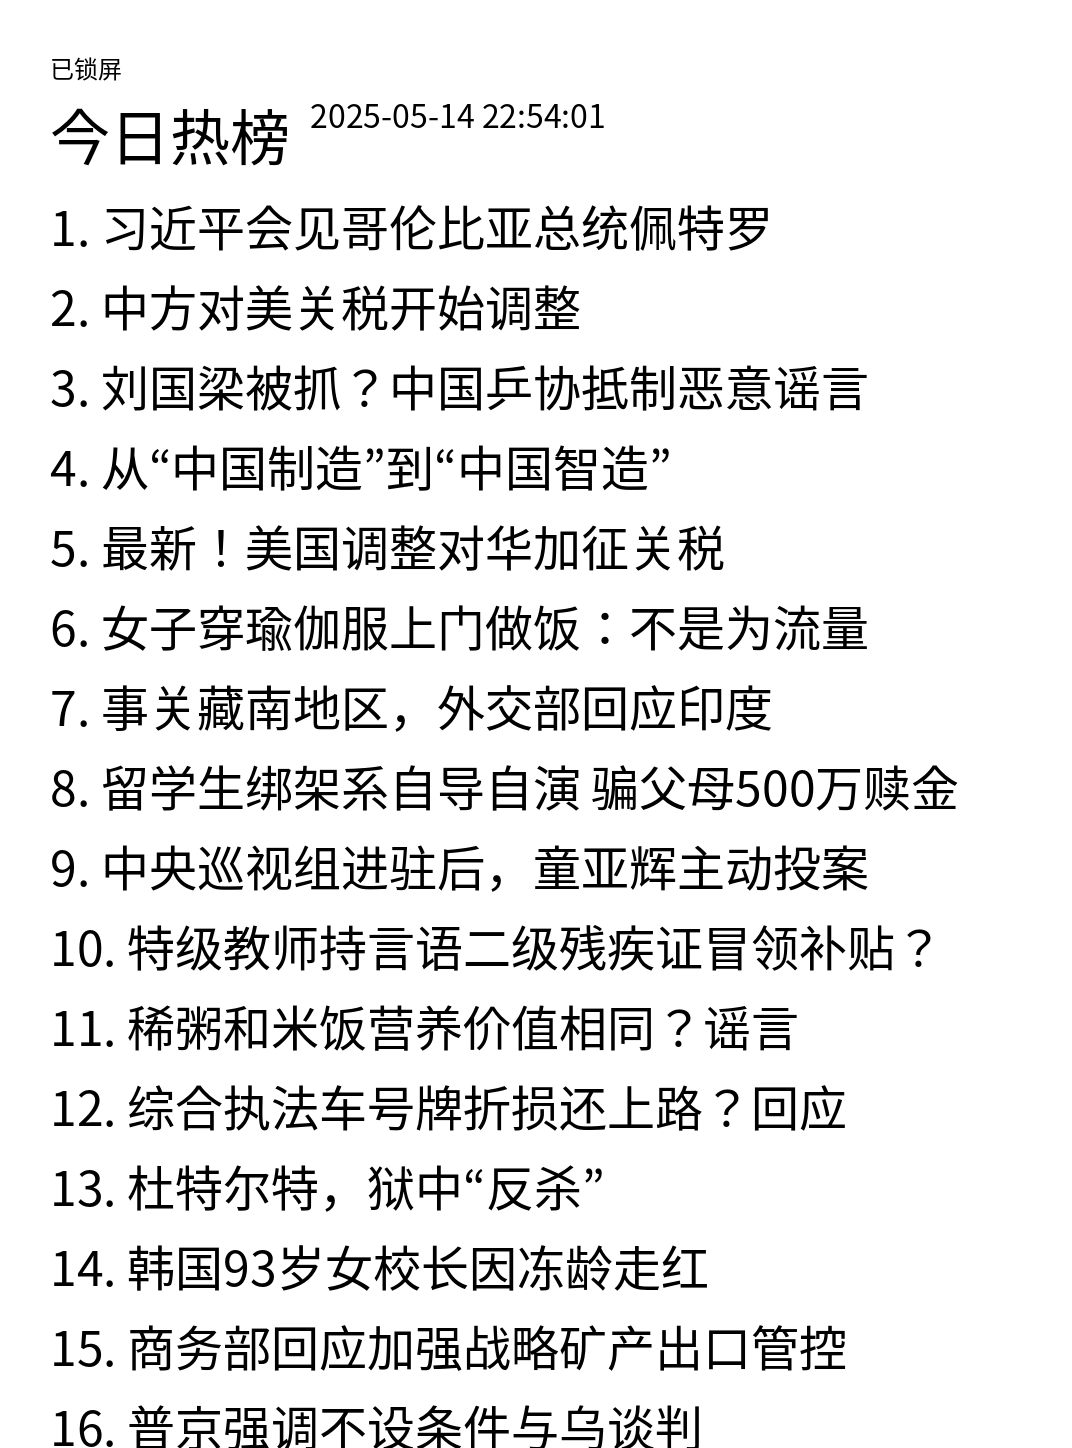 已锁屏
今日热榜 2025-05-14 22:54:01
1. 习近平会见哥伦比亚总统佩特罗
2. 中方对美关税开始调整
3. 刘国梁被抓？中国乒协抵制恶意谣言
4. 从“中国制造”到“中国智造”
5. 最新！美国调整对华加征关税
6. 女子穿瑜伽服上门做饭：不是为流量
7. 事关藏南地区，外交部回应印度
8. 留学生绑架系自导自演 骗父母500万赎金
9. 中央巡视组进驻后，童亚辉主动投案
10. 特级教师持言语二级残疾证冒领补贴？
11. 稀粥和米饭营养价值相同？谣言
12. 综合执法车号牌折损还上路？回应
13. 杜特尔特，狱中“反杀”
14. 韩国93岁女校长因冻龄走红
15. 商务部回应加强战略矿产出口管控
16. 普京强调不设条件与乌谈判